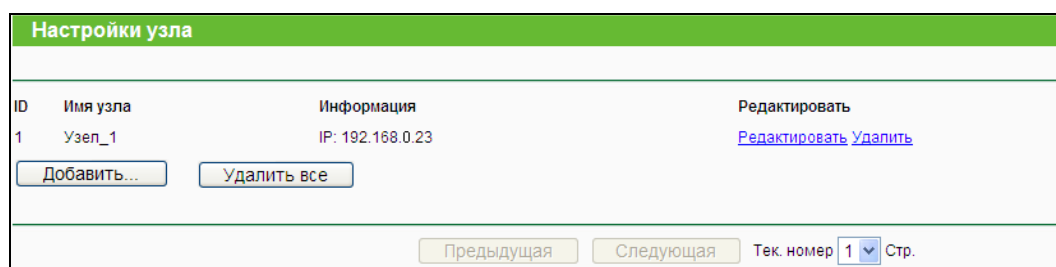 Настройки узла
ID Имя узла Информация Редактировать
1 Узел_1 IP: 192.168.0.23 Редактировать Удалить
Добавить... Удалить все
Предыдущая Следующая Тек. номер 1 Стр.